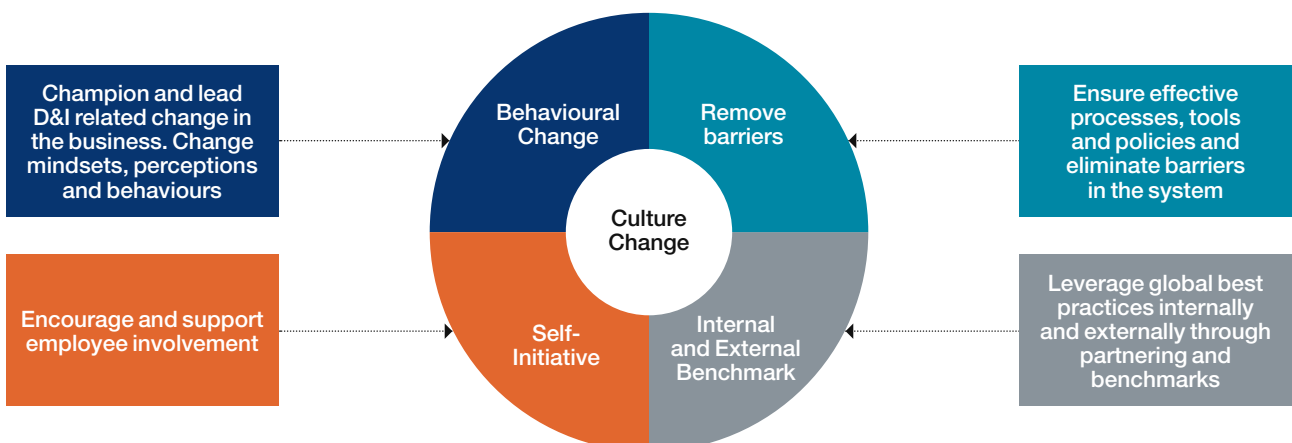 Champion and lead
D&I related change in
the business. Change
mindsets, perceptions
and behaviours
Behavioural
Change
Remove
barriers
Ensure effective
processes, tools
and policies and
eliminate barriers
in the system
Culture
Change
Encourage and support
employee involvement
Self-
Initiative
Internal
and External
Benchmark
Leverage global best
practices internally
and externally through
partnering and
benchmarks